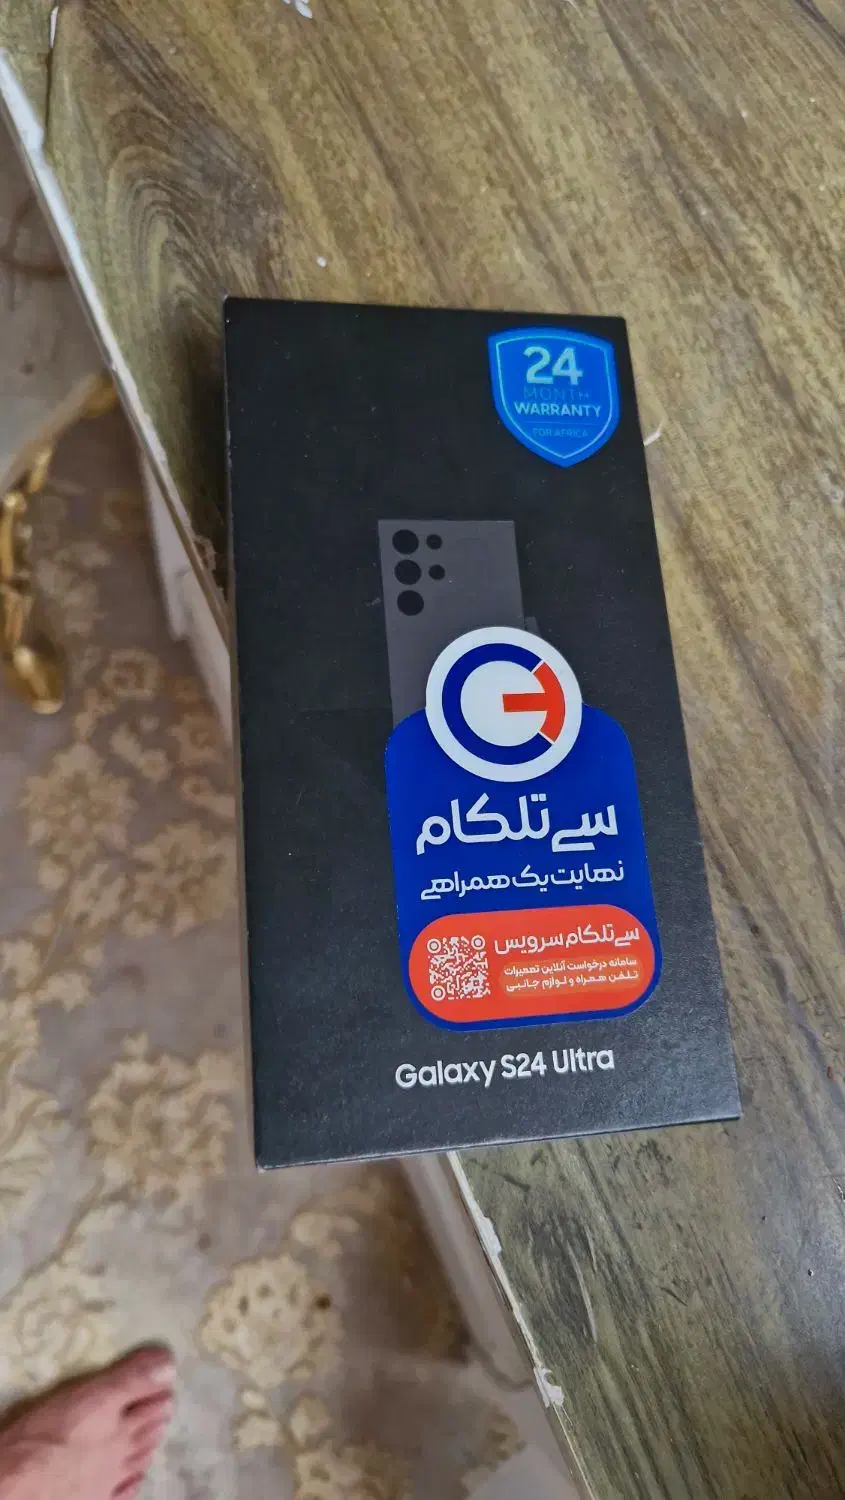 24
MONTH
WARRANTY
FOR AFRICA
سی تلکام
نهایت یک همراهی
سی تلکام سرویس
سامانه درخواست آنلاین تعمیرات
تلفن همراه و لوازم جانبی
Galaxy S24 Ultra